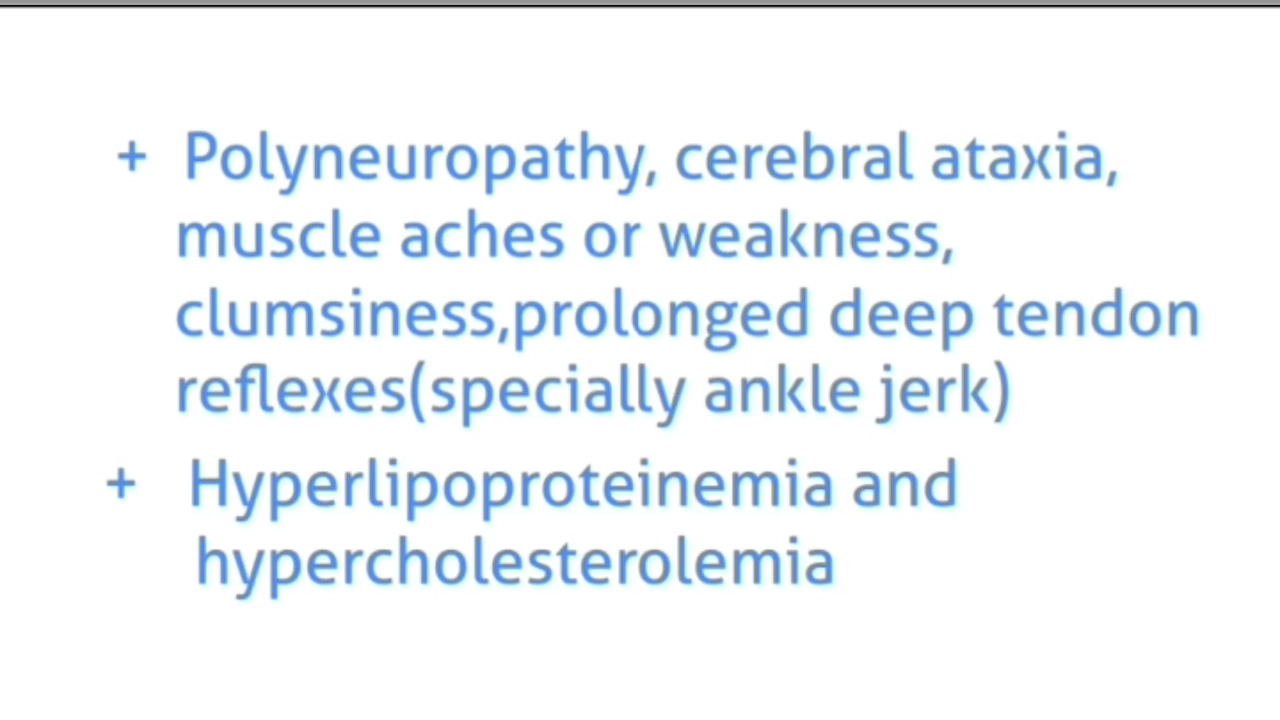 + Polyneuropathy, cerebral ataxia,
muscle aches or weakness,
clumsiness,prolonged deep tendon
reflexes(specially ankle jerk)
+ Hyperlipoproteinemia and
hypercholesterolemia